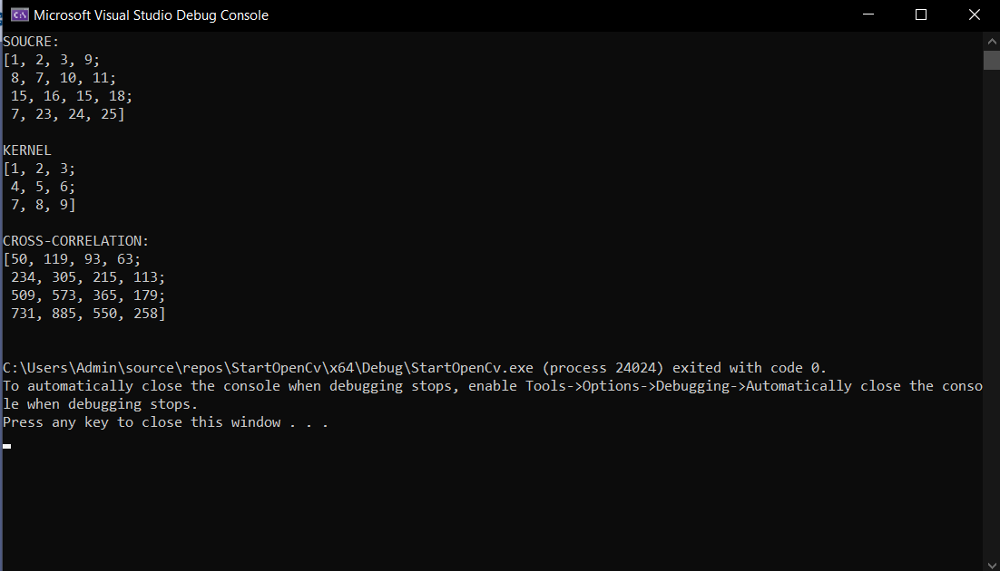 Microsoft Visual Studio Debug Console
SOUCRE:
[1, 2, 3, 9;
 8, 7, 10, 11;
 15, 16, 15, 18;
 7, 23, 24, 25]
KERNEL
[1, 2, 3;
 4, 5, 6;
 7, 8, 9]
CROSS-CORRELATION:
[50, 119, 93, 63;
 234, 305, 215, 113;
 509, 573, 365, 179;
 731, 885, 550, 258]
C:\Users\Admin\source\repos\StartOpenCv\x64\Debug\StartOpenCv.exe (process 24024) exited with code 0.
To automatically close the console when debugging stops, enable Tools->Options->Debugging->Automatically close the conso
le when debugging stops.
Press any key to close this window . . .